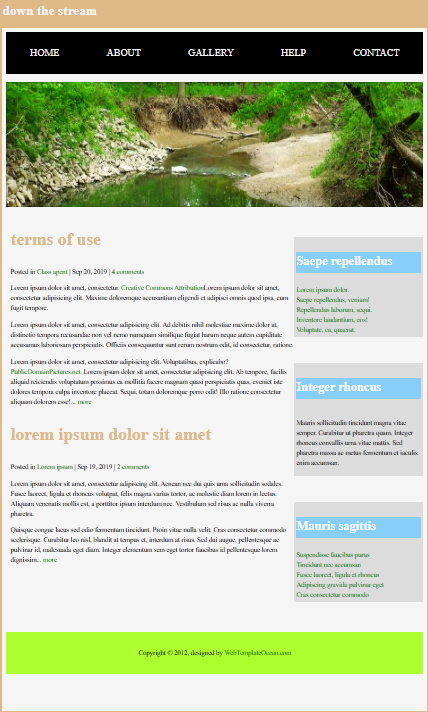 down the stream
HOME ABOUT GALLERY HELP CONTACT
terms of use
Posted in Class apent | Sep 20, 2019 | 4 comments
Lorem ipsum dolor sit amet, consectetur. Creative Commons AttributionLorem ipsum dolor sit amet,
consectetur adipisicing elit. Maxime doloremque accusantium eligendi et adipisci omnis quod ipsa, eum
fugit tempore.
Lorem ipsum dolor sit amet, consectetur adipisicing elit. Ad debitis nihil molestiae maxime dolor at,
distinctio tempora recusandae non vel nemo numquam similique fugiat harum neque autem cupiditate
accusamus laboriosam perspiciatis. Officiis consequuntur sunt rerum nostrum odit, id consectetur, ratione.
Lorem ipsum dolor sit amet, consectetur adipisicing elit. Voluptatibus, explicabo?
PublicDomainPictures.net. Lorem ipsum dolor sit amet, consectetur adipisicing elit. Ab tempore, facilis
aliquid reiciendis voluptatum possimus ea mollitia facere magnam quasi perspiciatis quas, eveniet iste
dolores tempora culpa inventore placeat. Sequi, totam doloremque porro odit! Illo ratione consectetur
aliquam dolorem esse!... more
lorem ipsum dolor sit amet
Posted in Lorem ipsum | Sep 19, 2019 | 2 comments
Lorem ipsum dolor sit amet, consectetur adipiscing elit. Aenean nec dui quis urna sollicitudin sodales.
Fusce laoreet, ligula et rhoncus volutpat, felis magna varius tortor, ac molestie diam lorem in lectus.
Aliquam venenatis mollis est, a porttitor ipsum interdum nec. Vestibulum sed risus ac nulla viverra
pharetra.
Quisque congue lacus sed odio fermentum tincidunt. Proin vitae nulla velit. Cras consectetur commodo
scelerisque. Curabitur leo nisl, blandit at tempus et, interdum at risus. Sed dui augue, pellentesque ac
pulvinar id, malesuada eget diam. Integer elementum sem eget tortor faucibus id pellentesque lorem
dignissim... more
Saepe repellendus
Lorem ipsum dolor.
Saepe repellendus, veniam!
Repellendus laborum, sequi.
Inventore laudantium, eos!
Voluptate, ea, quaerat.
Integer rhoncus
Mauris sollicitudin tincidunt magna vitae
semper. Curabitur ut pharetra quam. Integer
rhoncus convallis urna vitae mattis. Sed
pharetra massa ac metus fermentum et iaculis
enim accumsan.
Mauris sagittis
Suspendisse faucibus purus
Tincidunt nec accumsan
Fusce laoreet, ligula et rhoncus
Adipiscing gravida pulvinar eget
Cras consectetur commodo
Copyright © 2012, designed by WebTemplateOcean.com